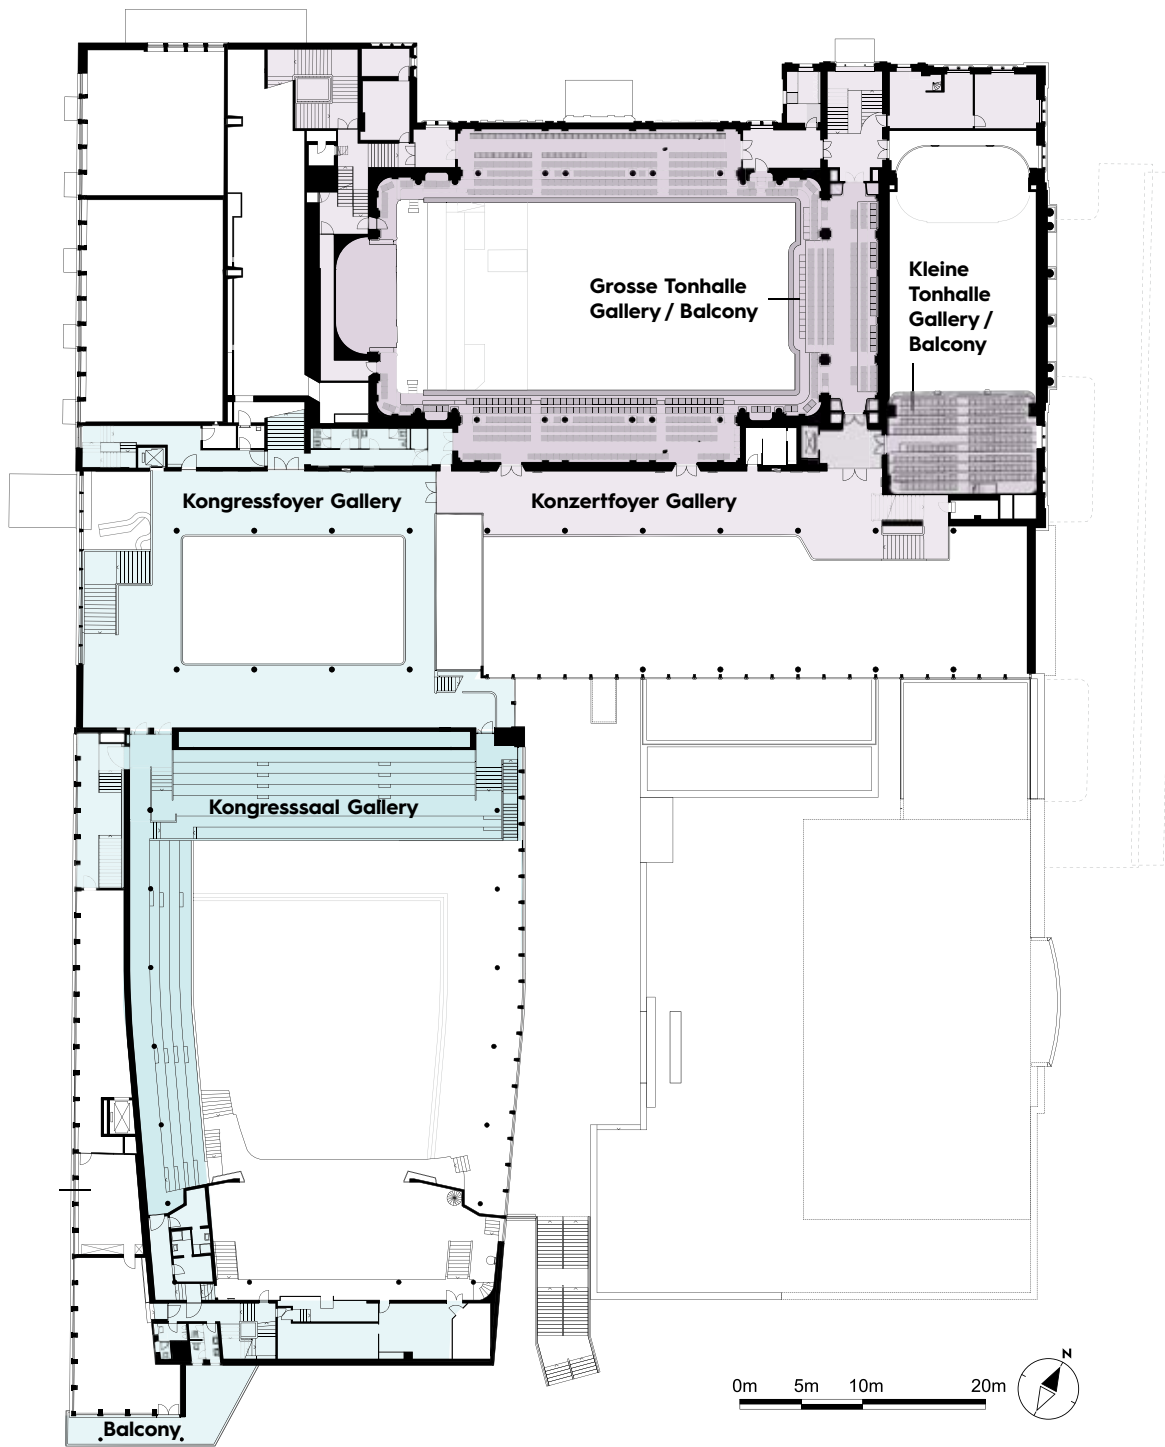 Grosse Tonhalle
Gallery / Balcony
Kleine
Tonhalle
Gallery /
Balcony
Kongressfoyer Gallery
Konzertfoyer Gallery
Kongresssaal Gallery
N
0m 5m 10m 20m
Balcony